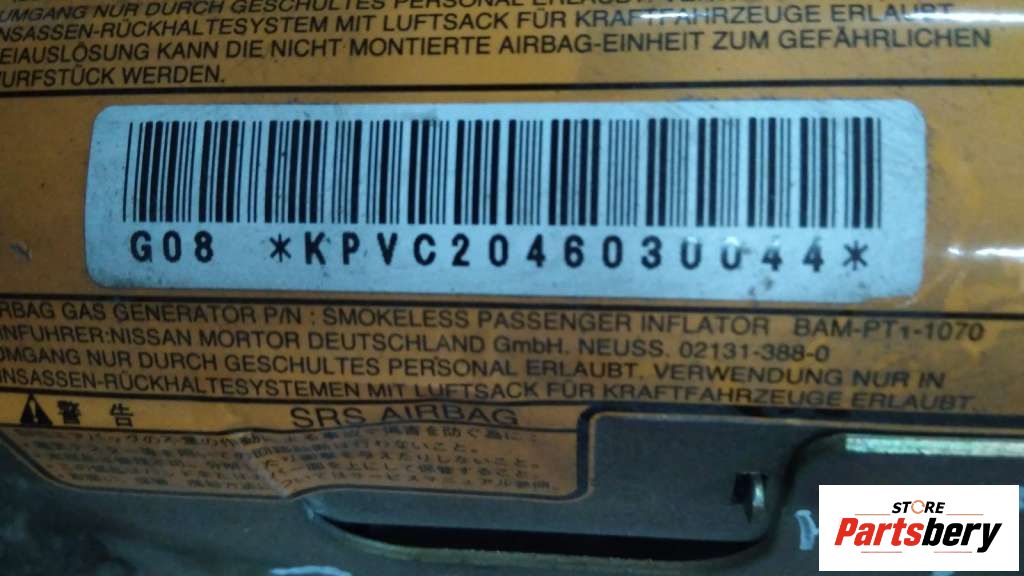 UMGANG NUR DURCH GESCHULTES PERSONAL ERLAUBT.
INSASSEN-RÜCKHALTESYSTEM MIT LUFTSACK FÜR KRAFTFAHRZEUGE ERLAUBT.
EIAUSLÖSUNG KANN DIE NICHT MONTIERTE AIRBAG-EINHEIT ZUM GEFÄHRLICHEN
WURFSTÜCK WERDEN.
G08 *KPVC2046030044*
AIRBAG GAS GENERATOR P/N : SMOKELESS PASSENGER INFLATOR BAM-PT1-1070
EINFUHRER:NISSAN MORTOR DEUTSCHLAND GmbH. NEUSS. 02131-388-0
UMGANG NUR DURCH GESCHULTES PERSONAL ERLAUBT. VERWENDUNG NUR IN
INSASSEN-RÜCKHALTESYSTEMEN MIT LUFTSACK FÜR KRAFTFAHRZEUGE ERLAUBT.
警告 SRS AIRBAG
STORE
Partsbery